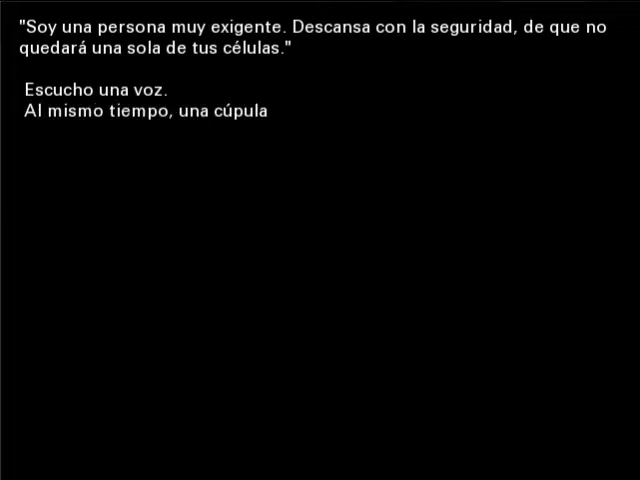 "Soy una persona muy exigente. Descansa con la seguridad, de que no
quedará una sola de tus células."
Escucho una voz.
Al mismo tiempo, una cúpula